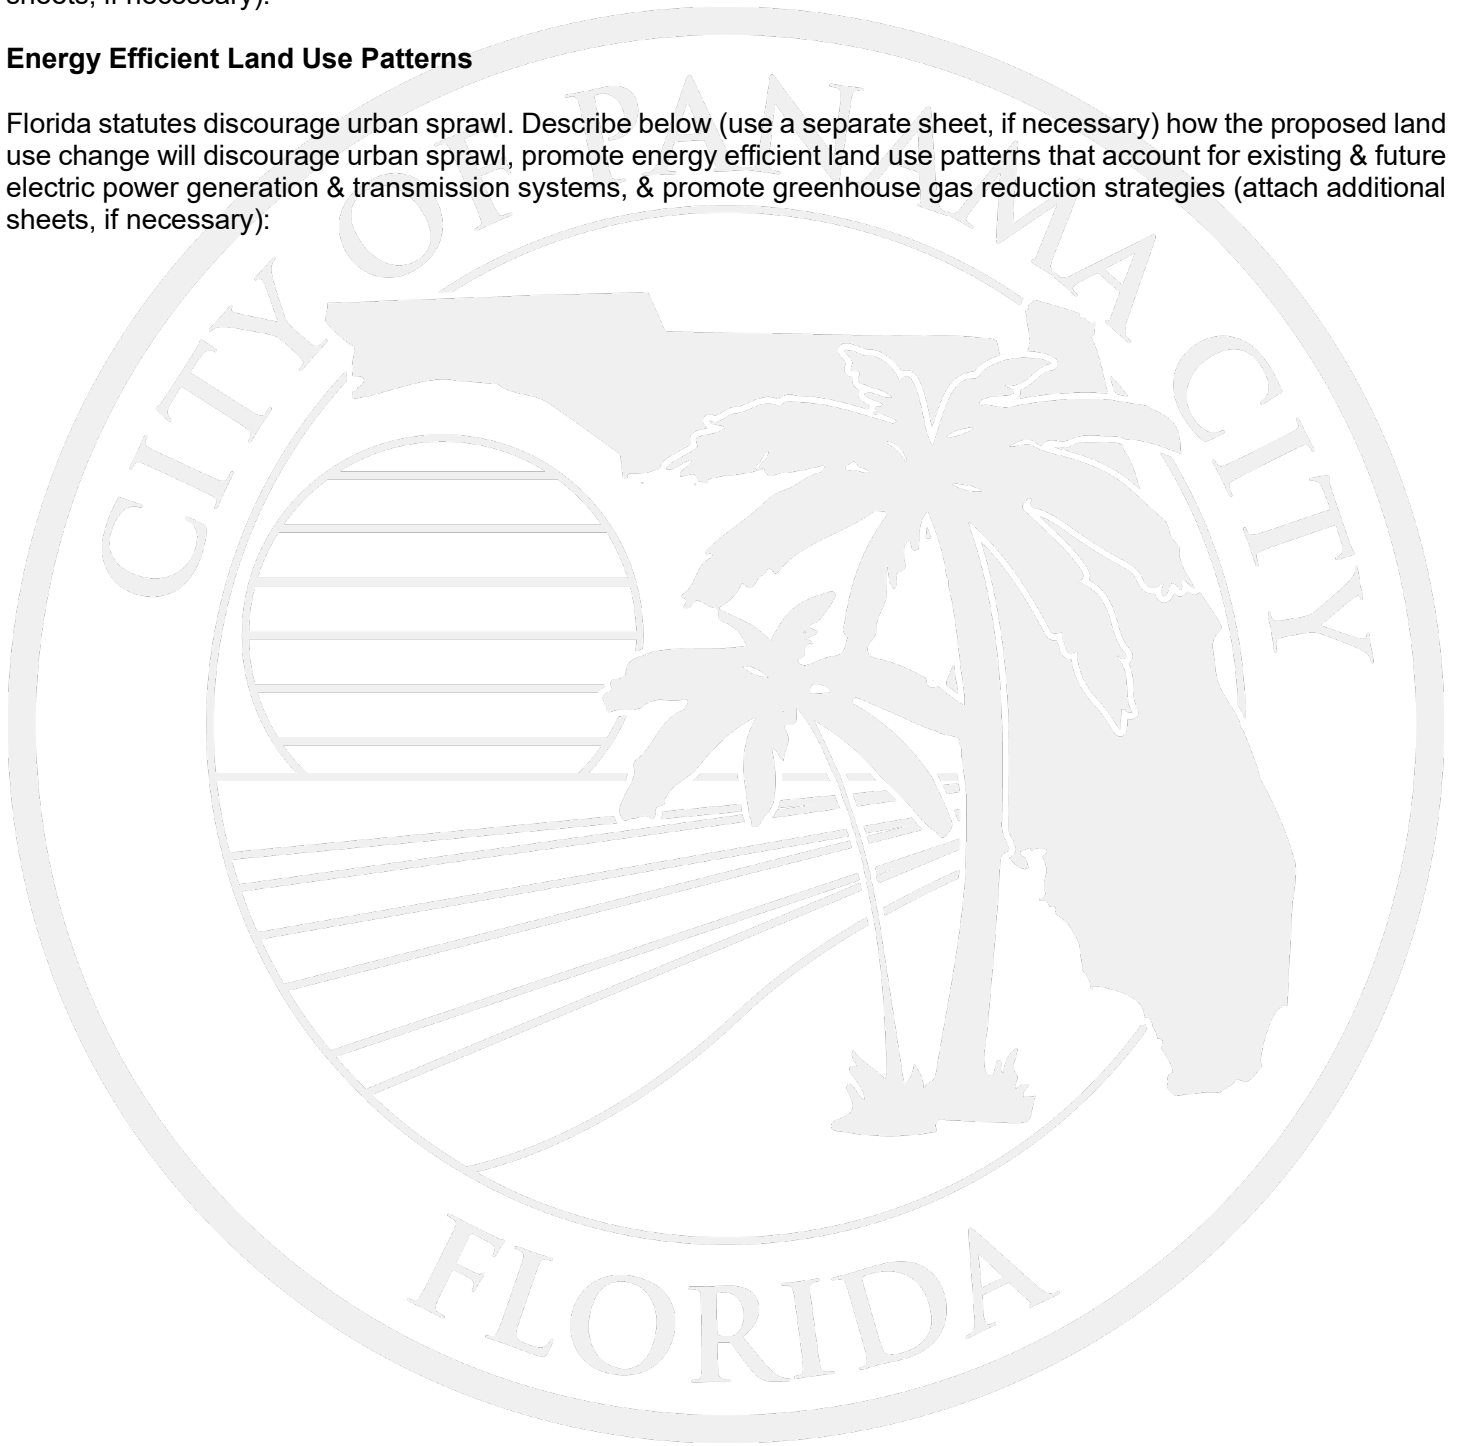 sheets, if necessary):
Energy Efficient Land Use Patterns
Florida statutes discourage urban sprawl. Describe below (use a separate sheet, if necessary) how the proposed land
use change will discourage urban sprawl, promote energy efficient land use patterns that account for existing & future
electric power generation & transmission systems, & promote greenhouse gas reduction strategies (attach additional
sheets, if necessary):
CITY OF PANAMA CITY
FLORIDA